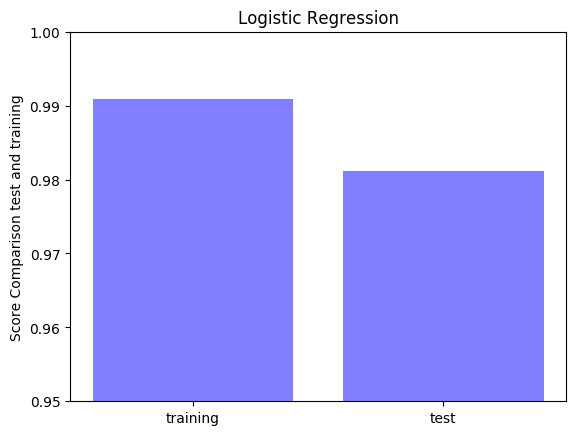 Logistic Regression
Score Comparison test and training
1.00
0.99
0.98
0.97
0.96
0.95
training
test